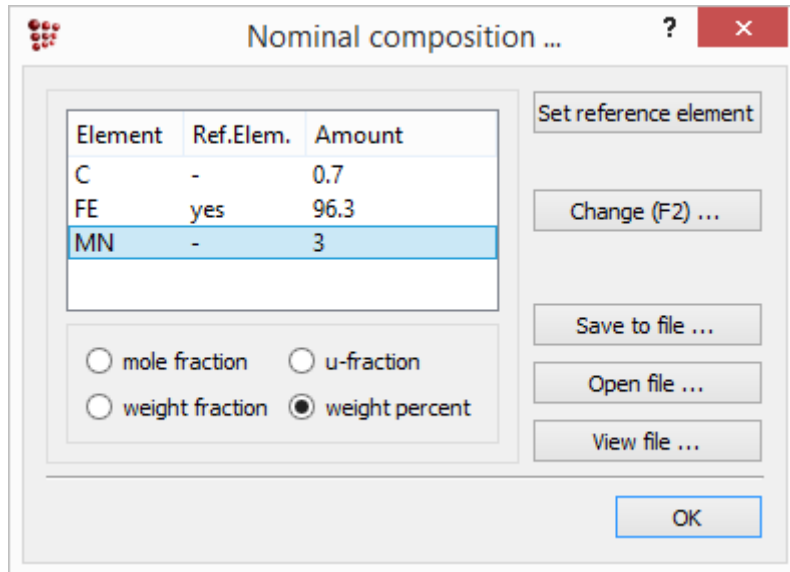 Nominal composition ... ? ×
Set reference element
Element Ref.Elem. Amount
C - 0.7
FE yes 96.3
MN - 3
Change (F2) ...
Save to file ...
mole fraction u-fraction
Open file ...
weight fraction weight percent
View file ...
OK